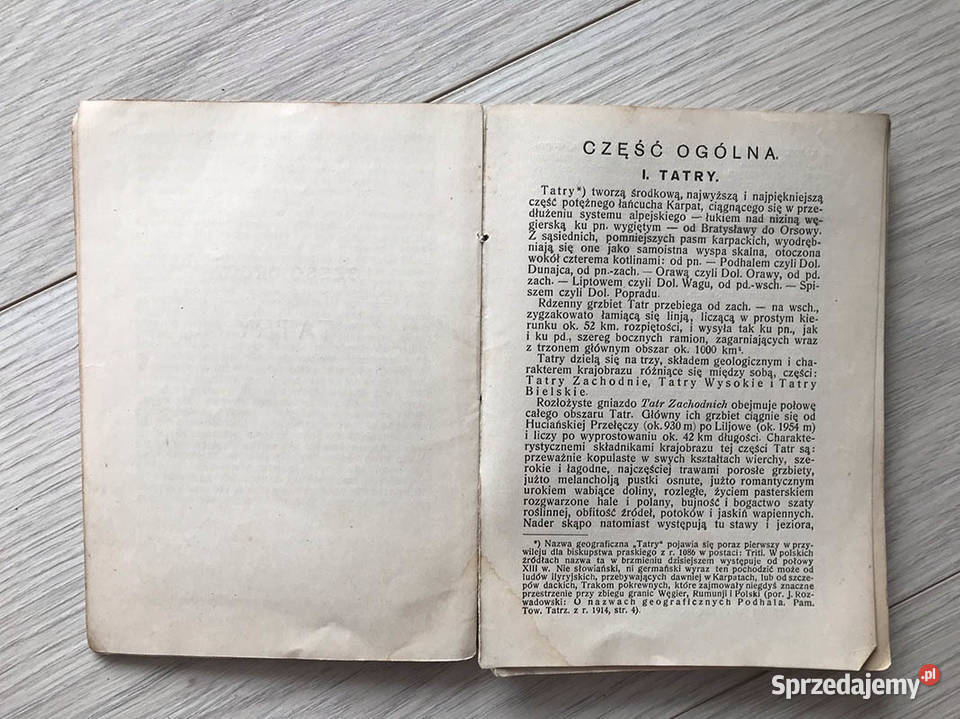 CZĘŚĆ OGÓLNA.
I. TATRY.
Tatry*) tworzą środkową, najwyższą i najpiękniejszą
część potężnego łańcucha Karpat, ciągnącego się w prze-
dłużeniu systemu alpejskiego — łukiem nad niziną wę-
gierską ku pn. wygiętym — od Bratysławy do Orsowy.
Z sąsiednich, pomniejszych pasm karpackich, wyodręb-
niają się one jako samoistna wyspa skalna, otoczona
wokół czterema kotlinami: od pn. — Podhalem czyli Dol.
Dunajca, od pn.-zach. — Orawą czyli Dol. Orawy, od pd.
zach. — Liptowem czyli Dol. Wagu, od pd.-wsch. — Spi-
szem czyli Dol. Popradu.
Rdzenny grzbiet Tatr przebiega od zach. — na wsch.,
zygzakowato łamiącą się linją, liczącą w prostym kie-
runku ok. 52 km. rozpiętości, i wysyła tak ku pn., jak
i ku pd., szereg bocznych ramion, zagarniających wraz
z trzonem głównym obszar ok. 1000 km².
Tatry dzielą się na trzy, składem geologicznym i cha-
rakterem krajobrazu różniące się między sobą, części:
Tatry Zachodnie, Tatry Wysokie i Tatry
Bielskie.
Rozłożyste gniazdo Tatr Zachodnich obejmuje połowę
całego obszaru Tatr. Główny ich grzbiet ciągnie się od
Huciańskiej Przełęczy (ok. 930 m) po Liljowe (ok. 1954 m)
i liczy po wyprostowaniu ok. 42 km długości. Charakte-
rystycznemi składnikami krajobrazu tej części Tatr są:
przeważnie kopulaste w swych kształtach wierchy, sze-
rokie i łagodne, najczęściej trawami porosłe grzbiety,
jużto melancholją pustki osnute, jużto romantycznym
urokiem wabiące doliny, rozległe, życiem pasterskiem
rozgwarzone hale i polany, bujność i bogactwo szaty
roślinnej, obfitość źródeł, potoków i jaskiń wapiennych.
Nader skąpo natomiast występują tu stawy i jeziora,
*) Nazwa geograficzna „Tatry" pojawia się poraz pierwszy w przy-
wileju dla biskupstwa praskiego z r. 1086 w postaci: Tritl. W polskich
źródłach nazwa ta w brzmieniu dzisiejszem występuje od połowy
XIII w. Nie słowiański, ni germański wyraz ten pochodzić może od
ludów ilyryjskich, przebywających dawniej w Karpatach, lub od szcze-
pów dackich, Trakom pokrewnych, które zajmowały niegdyś znaczne
przestrzenie przy zbiegu granic Węgier, Rumunji i Polski (por. J. Roz-
wadowski: O nazwach geograficznych Podhala. Pam.
Tow. Tatrz. z r. 1914, str. 4).
Sprzedajemy.pl